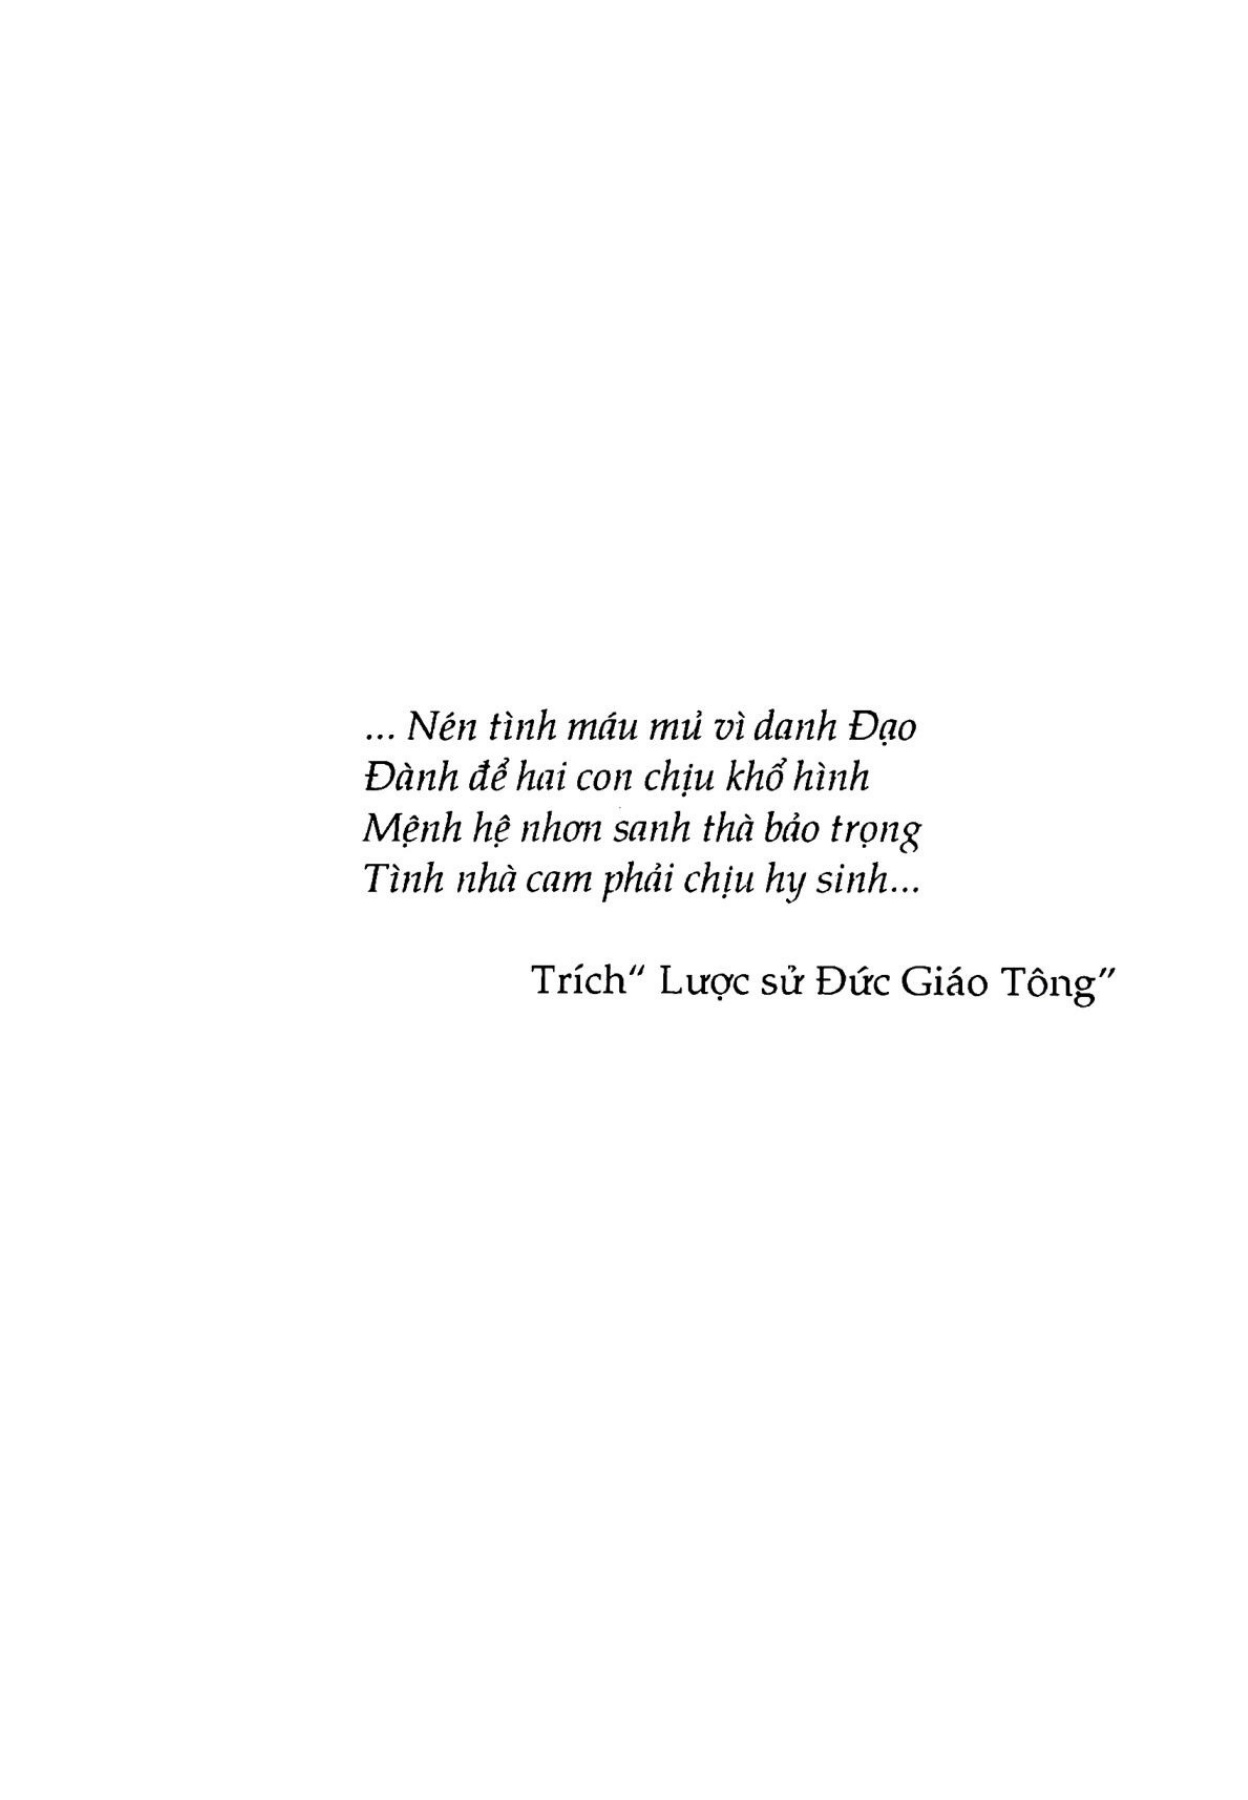 ... Nén tình máu mủ vì danh Đạo
Đành để hai con chịu khổ hình
Mệnh hệ nhơn sanh thà bảo trọng
Tình nhà cam phải chịu hy sinh...
Trích“ Lược sử Đức Giáo Tông”